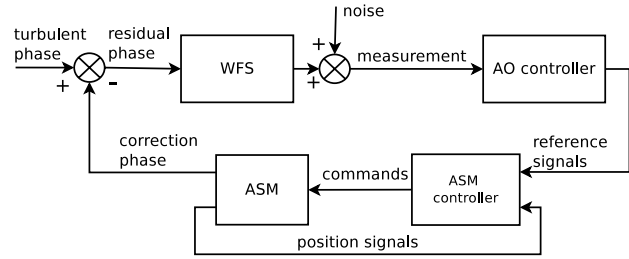 noise
turbulent phase
residual phase
+
-
WFS
+
+
measurement
AO controller
correction phase
reference signals
ASM
commands
ASM controller
position signals